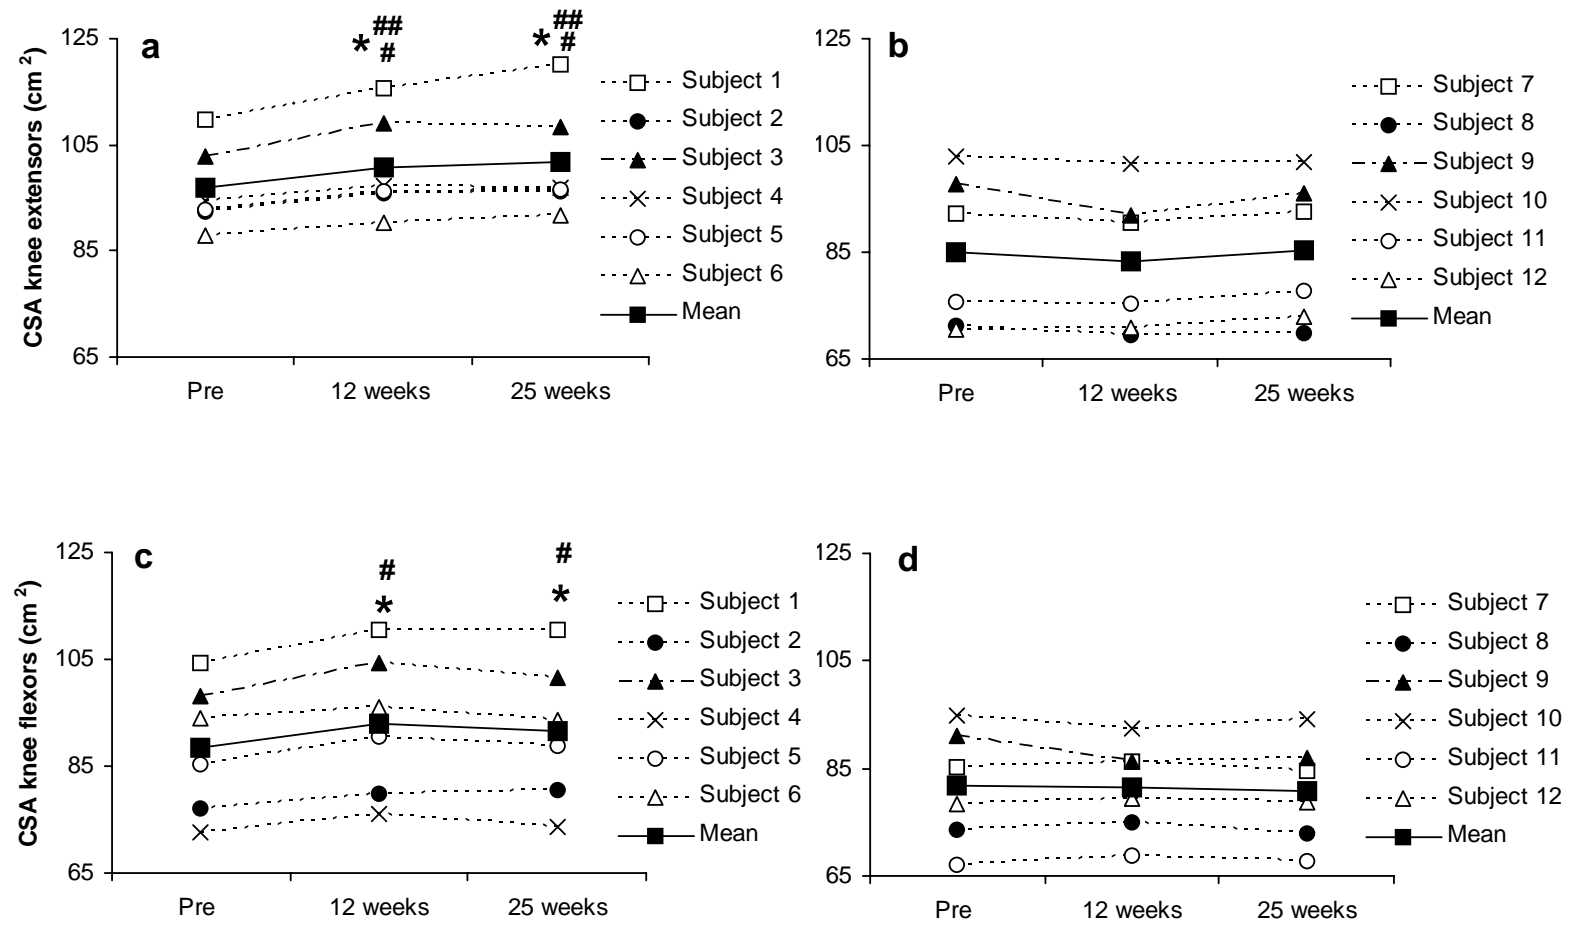 CSA knee extensors (cm 2)
125
105
85
65
a
* ##
#
* ##
#
Subject 1
Subject 2
Subject 3
Subject 4
Subject 5
Subject 6
Mean
Pre 12 weeks 25 weeks
125
105
85
65
b
Subject 7
Subject 8
Subject 9
Subject 10
Subject 11
Subject 12
Mean
Pre 12 weeks 25 weeks
CSA knee flexors (cm 2)
125
105
85
65
c
#
*
#
*
Subject 1
Subject 2
Subject 3
Subject 4
Subject 5
Subject 6
Mean
Pre 12 weeks 25 weeks
125
105
85
65
d
Subject 7
Subject 8
Subject 9
Subject 10
Subject 11
Subject 12
Mean
Pre 12 weeks 25 weeks